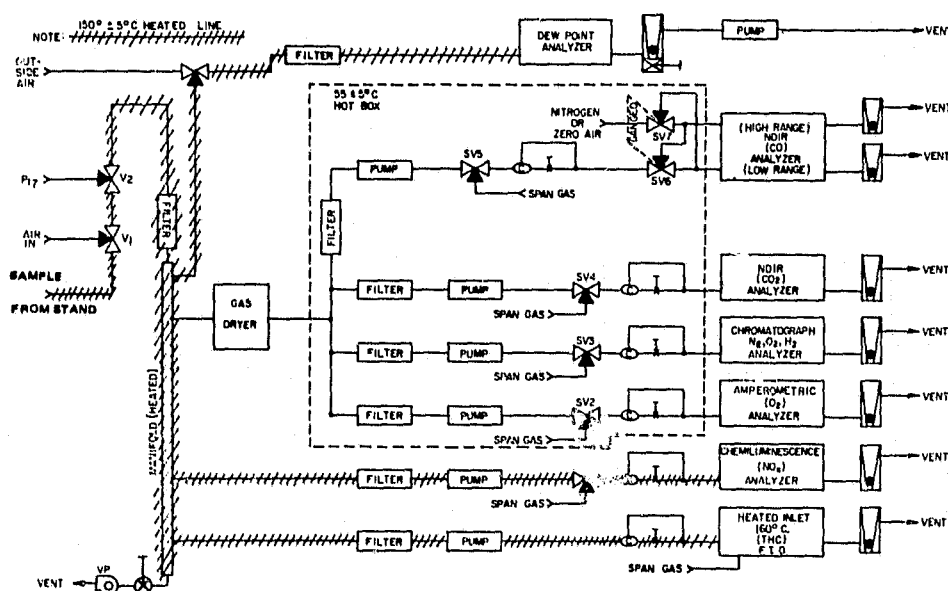 150° ± 5°C HEATED LINE
NOTE:
OUT-
SIDE
AIR
FILTER
DEW POINT
ANALYZER
PUMP
VENT
55 ± 5°C
HOT BOX
NITROGEN
OR
ZERO AIR
GANGED
SV7
SV6
(HIGH RANGE)
NDIR
(CO)
ANALYZER
(LOW RANGE)
VENT
VENT
PUMP
SV5
SPAN GAS
FILTER
P17
V2
AIR
IN
V1
FILTER
SAMPLE
FROM STAND
MANIFOLD (HEATED)
GAS
DRYER
FILTER
PUMP
SV4
SPAN GAS
NDIR
(CO2)
ANALYZER
VENT
FILTER
PUMP
SV3
SPAN GAS
CHROMATOGRAPH
N2, O2, H2
ANALYZER
VENT
FILTER
PUMP
SV2
SPAN GAS
AMPEROMETRIC
(O2)
ANALYZER
VENT
FILTER
PUMP
SPAN GAS
CHEMILUMINESCENCE
(NOx)
ANALYZER
VENT
FILTER
PUMP
HEATED INLET
160°C.
(THC)
F.I.D.
SPAN GAS
VENT
VENT
VP